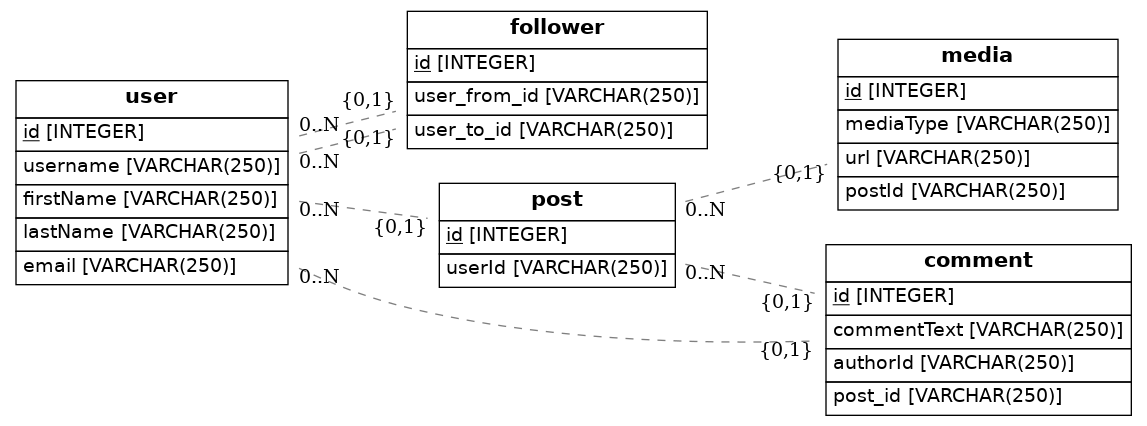 user
id [INTEGER]
username [VARCHAR(250)]
firstName [VARCHAR(250)]
lastName [VARCHAR(250)]
email [VARCHAR(250)]
follower
id [INTEGER]
user_from_id [VARCHAR(250)]
user_to_id [VARCHAR(250)]
post
id [INTEGER]
userId [VARCHAR(250)]
media
id [INTEGER]
mediaType [VARCHAR(250)]
url [VARCHAR(250)]
postId [VARCHAR(250)]
comment
id [INTEGER]
commentText [VARCHAR(250)]
authorId [VARCHAR(250)]
post_id [VARCHAR(250)]
{0,1}
0..N
{0,1}
0..N
0..N
{0,1}
0..N
{0,1}
{0,1}
0..N
0..N
{0,1}